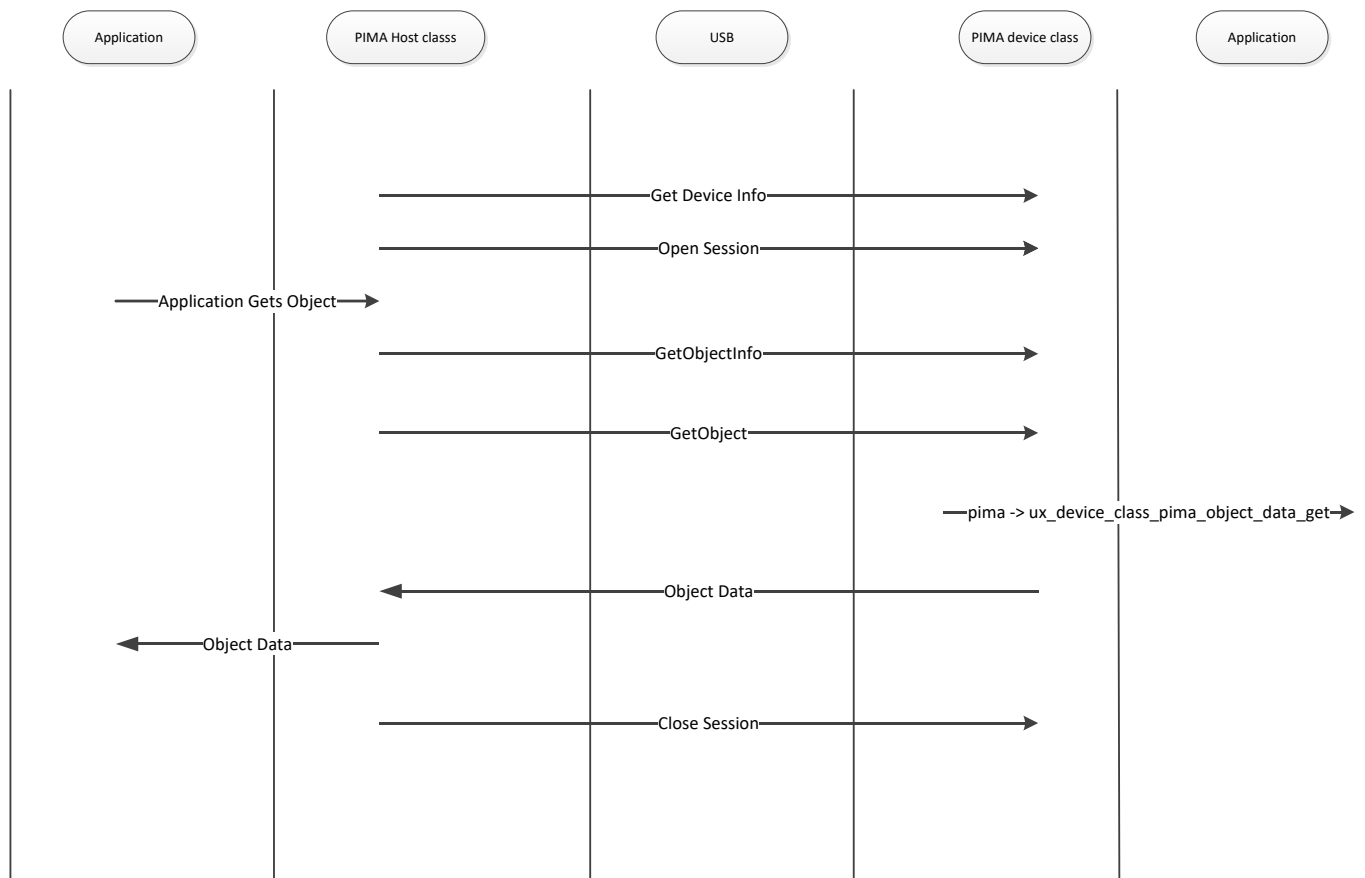 Application
PIMA Host classs
USB
PIMA device class
Application
Get Device Info
Open Session
Application Gets Object
GetObjectInfo
GetObject
pima -> ux_device_class_pima_object_data_get
Object Data
Object Data
Close Session